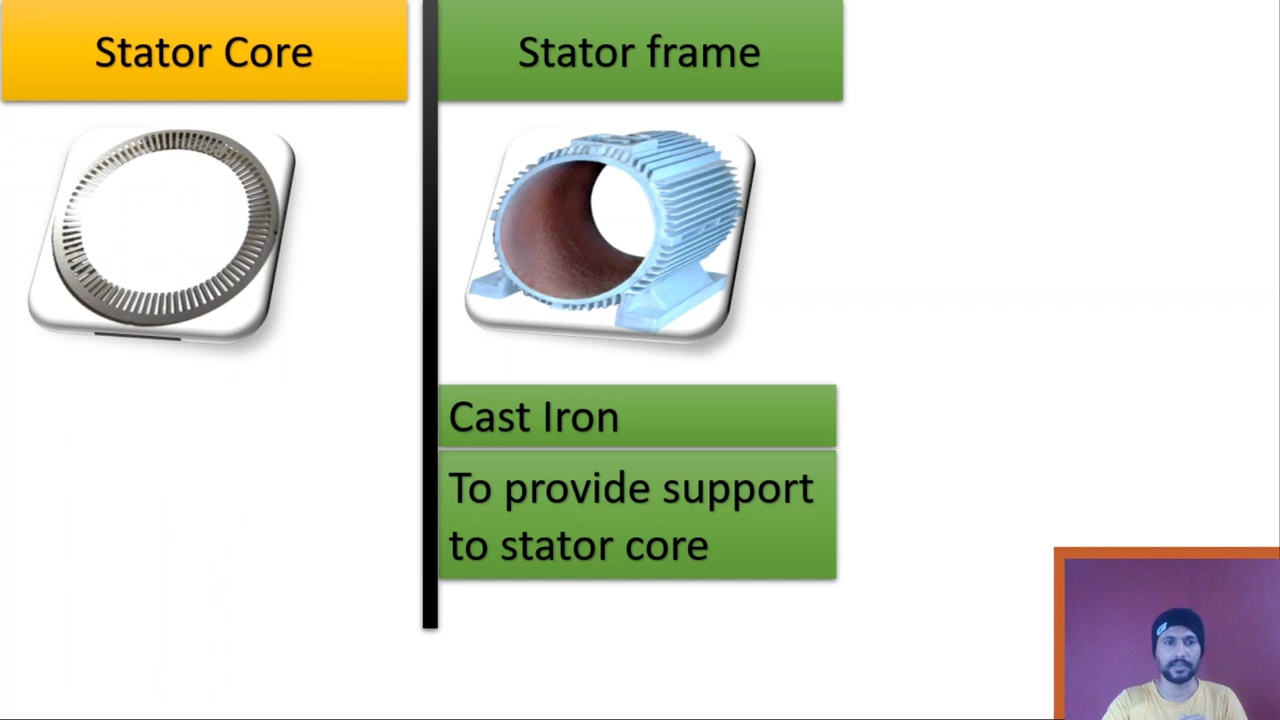 Stator Core
Stator frame
Cast Iron
To provide support
to stator core